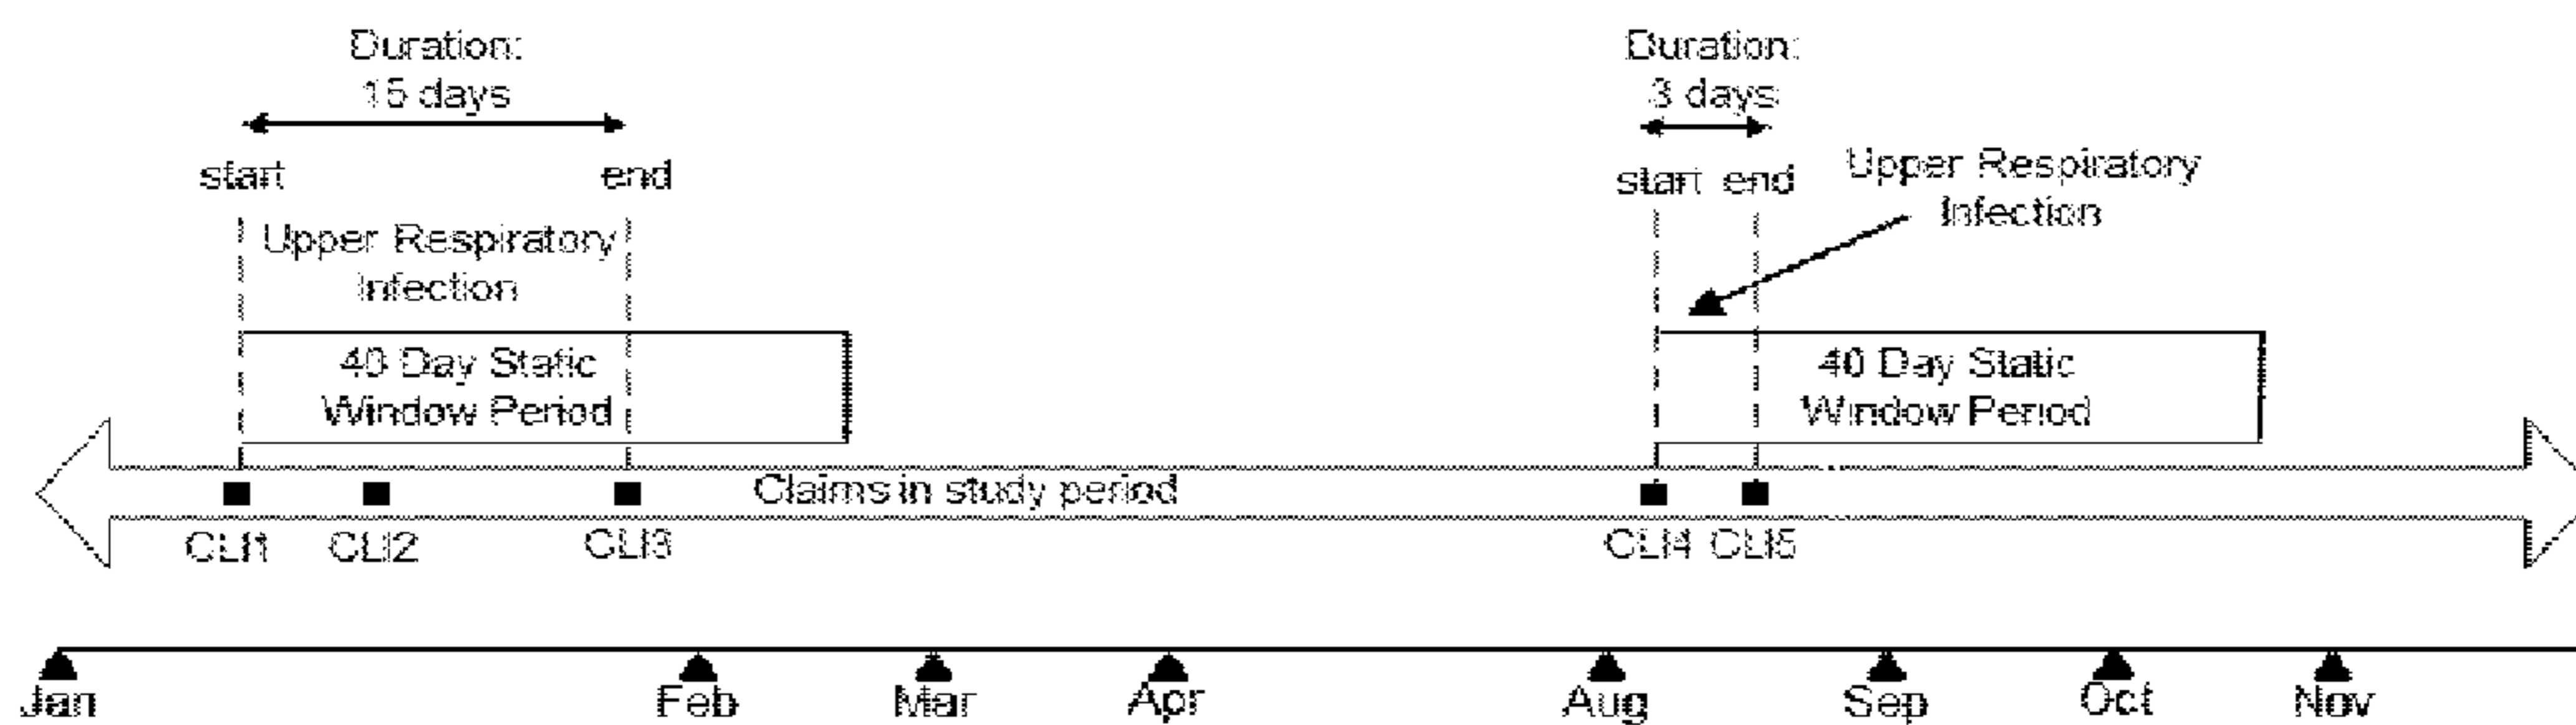 Duration:
15 days
start
end
Upper Respiratory
Infection
40 Day Static
Window Period
Duration:
3 days
start end
Upper Respiratory
Infection
40 Day Static
Window Period
Claims in study period
CLI1
CLI2
CLI3
CLI4
CLI5
Jan
Feb
Mar
Apr
Aug
Sep
Oct
Nov